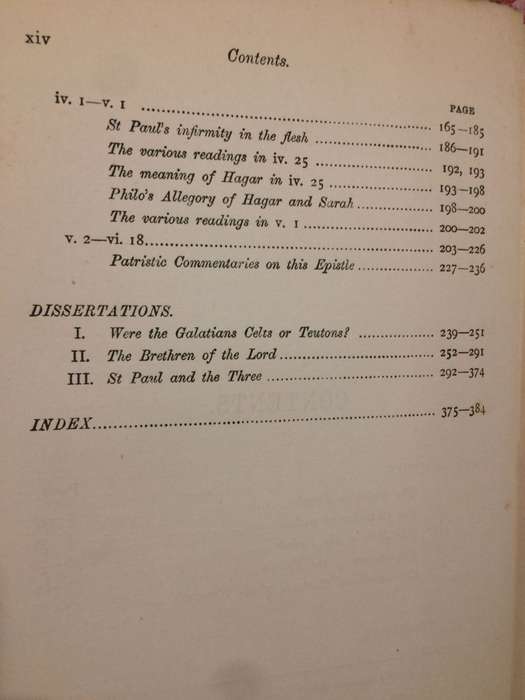 xiv
Contents.
PAGE
iv. 1—v. 1 ........................................ 165—185
St Paul's infirmity in the flesh .................... 186—191
The various readings in iv. 25 .................... 192, 193
The meaning of Hagar in iv. 25 .................... 193—198
Philo's Allegory of Hagar and Sarah .................... 198—200
The various readings in v. 1 .................... 200—202
v. 2—vi. 18........................................ 203—226
Patristic Commentaries on this Epistle ............... 227—236
DISSERTATIONS.
I. Were the Galatians Celts or Teutons? .................. 239—251
II. The Brethren of the Lord .............................. 252—291
III. St Paul and the Three .............................. 292—374
INDEX.................................................. 375—384